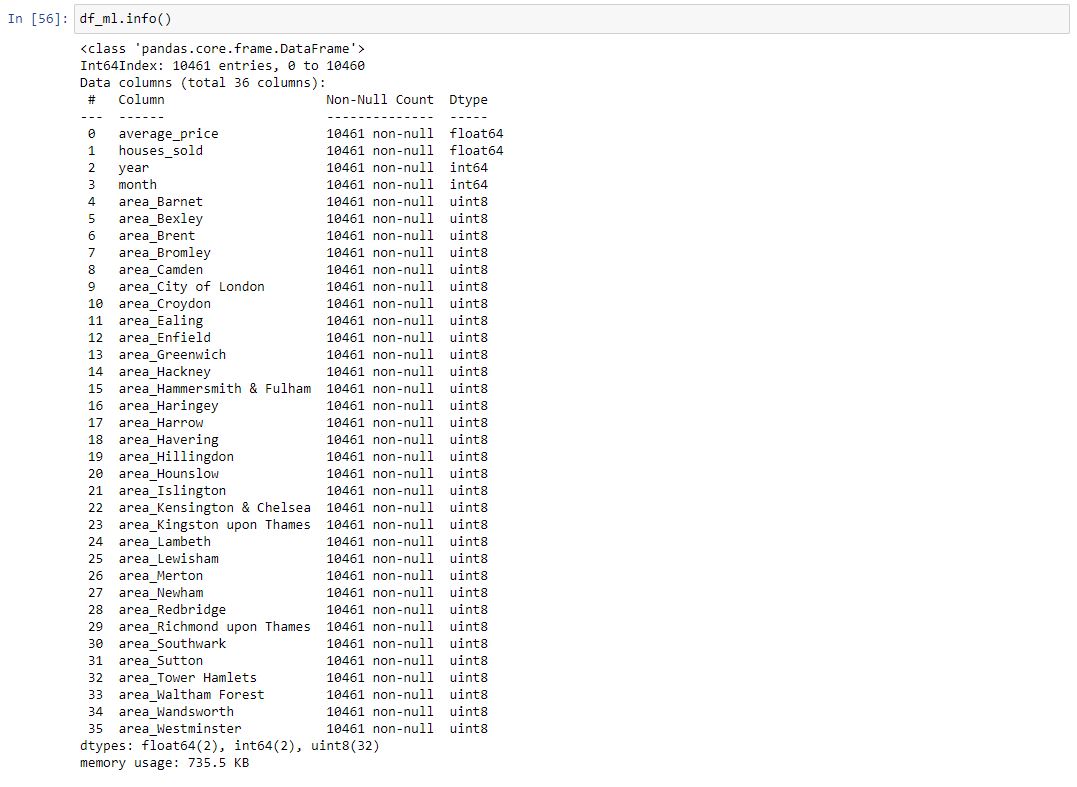 In [56]: df_ml.info()
<class 'pandas.core.frame.DataFrame'>
Int64Index: 10461 entries, 0 to 10460
Data columns (total 36 columns):
 #   Column                     Non-Null Count  Dtype
---  ------                     --------------  -----
 0   average_price              10461 non-null  float64
 1   houses_sold                10461 non-null  float64
 2   year                       10461 non-null  int64
 3   month                      10461 non-null  int64
 4   area_Barnet                10461 non-null  uint8
 5   area_Bexley                10461 non-null  uint8
 6   area_Brent                 10461 non-null  uint8
 7   area_Bromley               10461 non-null  uint8
 8   area_Camden                10461 non-null  uint8
 9   area_City of London        10461 non-null  uint8
 10  area_Croydon               10461 non-null  uint8
 11  area_Ealing                10461 non-null  uint8
 12  area_Enfield               10461 non-null  uint8
 13  area_Greenwich             10461 non-null  uint8
 14  area_Hackney               10461 non-null  uint8
 15  area_Hammersmith & Fulham  10461 non-null  uint8
 16  area_Haringey              10461 non-null  uint8
 17  area_Harrow                10461 non-null  uint8
 18  area_Havering              10461 non-null  uint8
 19  area_Hillingdon            10461 non-null  uint8
 20  area_Hounslow              10461 non-null  uint8
 21  area_Islington             10461 non-null  uint8
 22  area_Kensington & Chelsea  10461 non-null  uint8
 23  area_Kingston upon Thames  10461 non-null  uint8
 24  area_Lambeth               10461 non-null  uint8
 25  area_Lewisham              10461 non-null  uint8
 26  area_Merton                10461 non-null  uint8
 27  area_Newham                10461 non-null  uint8
 28  area_Redbridge             10461 non-null  uint8
 29  area_Richmond upon Thames  10461 non-null  uint8
 30  area_Southwark             10461 non-null  uint8
 31  area_Sutton                10461 non-null  uint8
 32  area_Tower Hamlets         10461 non-null  uint8
 33  area_Waltham Forest        10461 non-null  uint8
 34  area_Wandsworth            10461 non-null  uint8
 35  area_Westminster           10461 non-null  uint8
dtypes: float64(2), int64(2), uint8(32)
memory usage: 735.5 KB